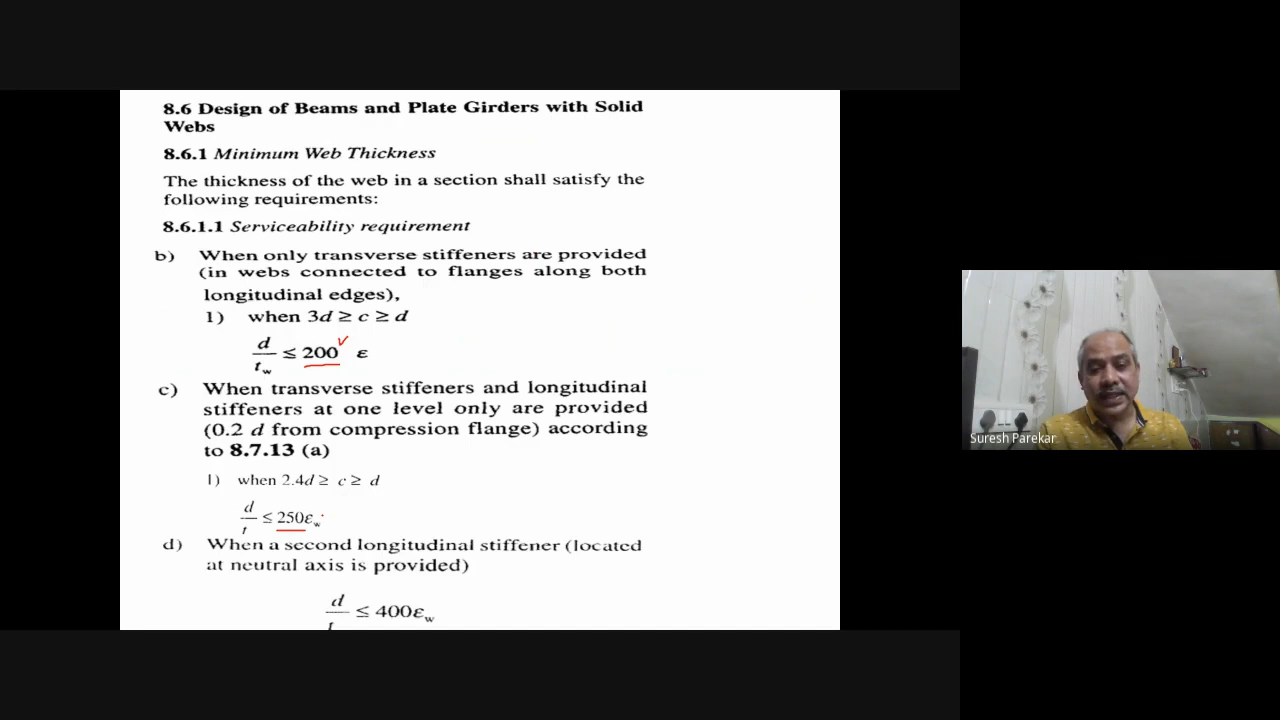 8.6 Design of Beams and Plate Girders with Solid
Webs
8.6.1 Minimum Web Thickness
The thickness of the web in a section shall satisfy the
following requirements:
8.6.1.1 Serviceability requirement
b) When only transverse stiffeners are provided
(in webs connected to flanges along both
longitudinal edges),
1) when 3d ≥ c ≥ d
d/t_w ≤ 200 ε
c) When transverse stiffeners and longitudinal
stiffeners at one level only are provided
(0.2 d from compression flange) according
to 8.7.13 (a)
1) when 2.4d ≥ c ≥ d
d/t ≤ 250ε_w
d) When a second longitudinal stiffener (located
at neutral axis is provided)
d/t ≤ 400ε_w
Suresh Parekar